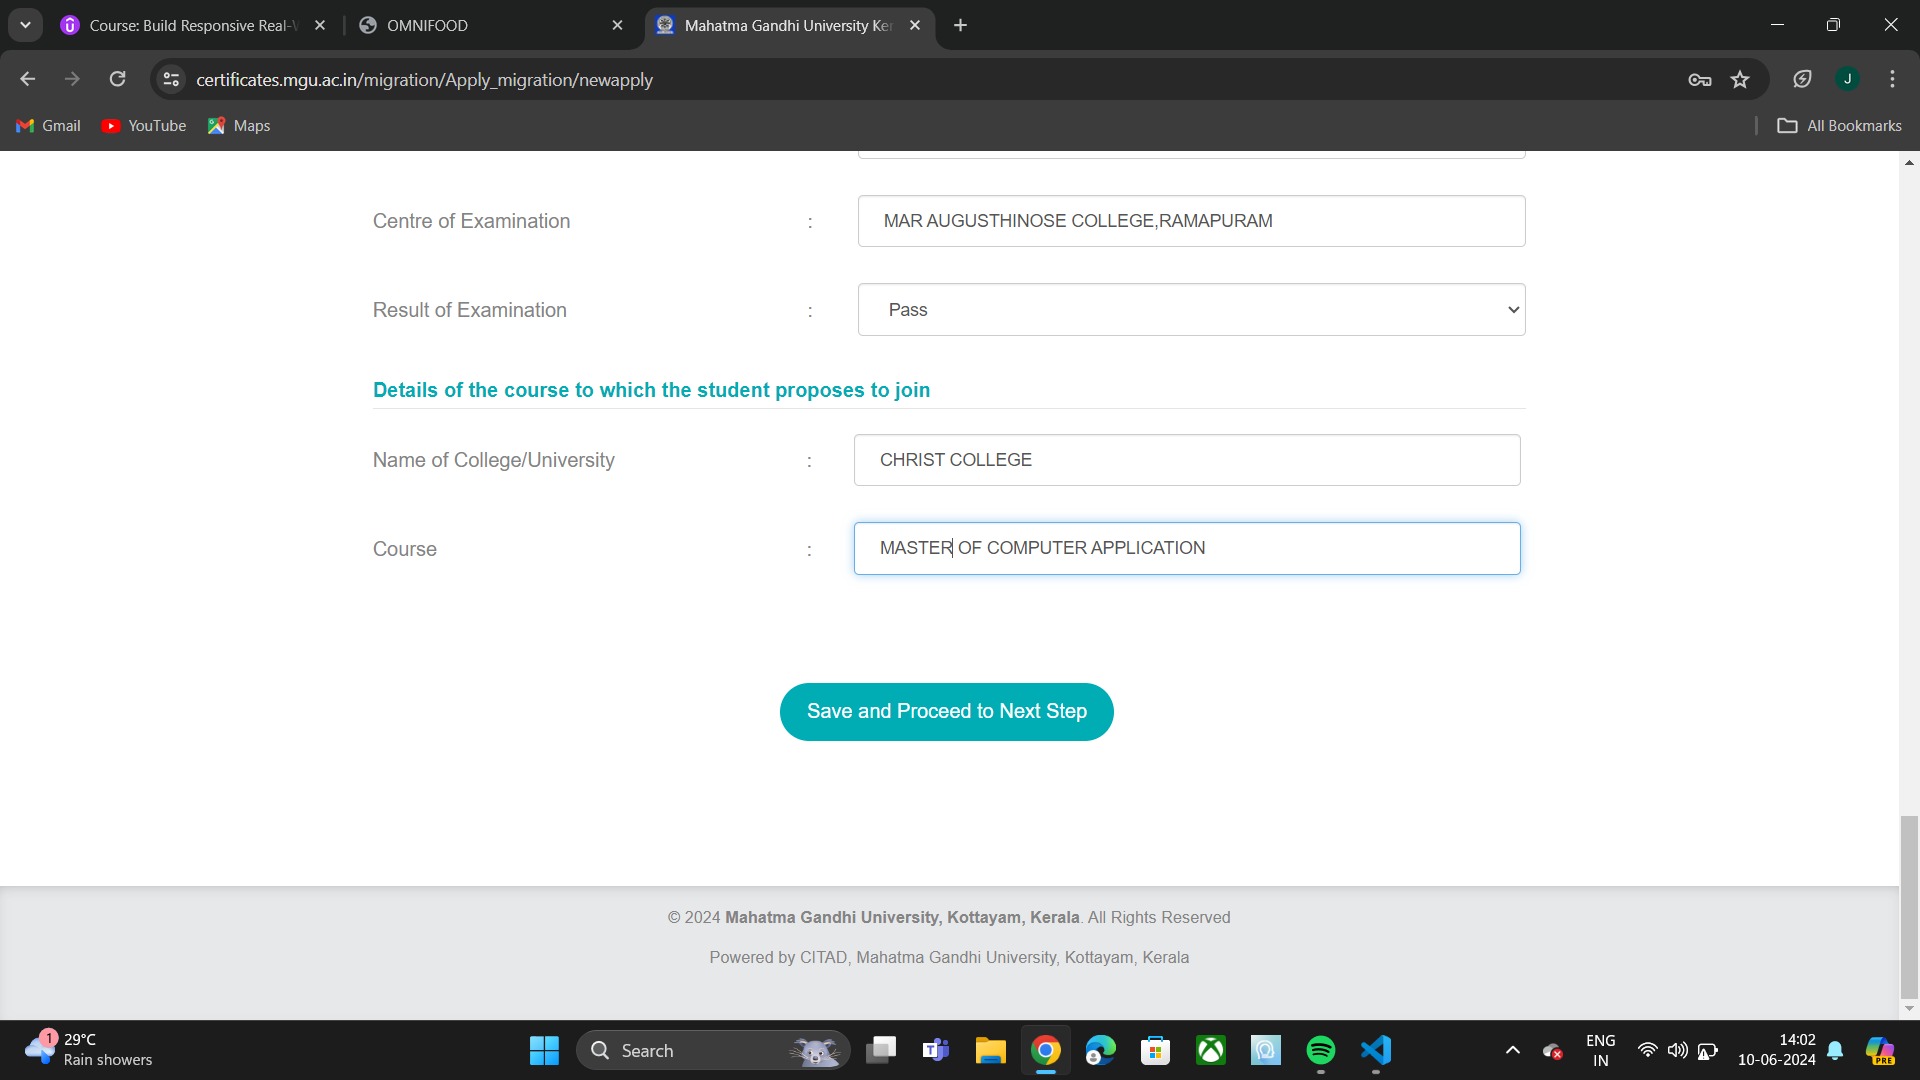 Course: Build Responsive Real-
OMNIFOOD
Mahatma Gandhi University Ker
certificates.mgu.ac.in/migration/Apply_migration/newapply
J
Gmail
YouTube
Maps
All Bookmarks
Centre of Examination : MAR AUGUSTHINOSE COLLEGE,RAMAPURAM
Result of Examination : Pass
Details of the course to which the student proposes to join
Name of College/University : CHRIST COLLEGE
Course : MASTER OF COMPUTER APPLICATION
Save and Proceed to Next Step
© 2024 Mahatma Gandhi University, Kottayam, Kerala. All Rights Reserved
Powered by CITAD, Mahatma Gandhi University, Kottayam, Kerala
1
29°C
Rain showers
Search
ENG
IN
14:02
10-06-2024
PRE